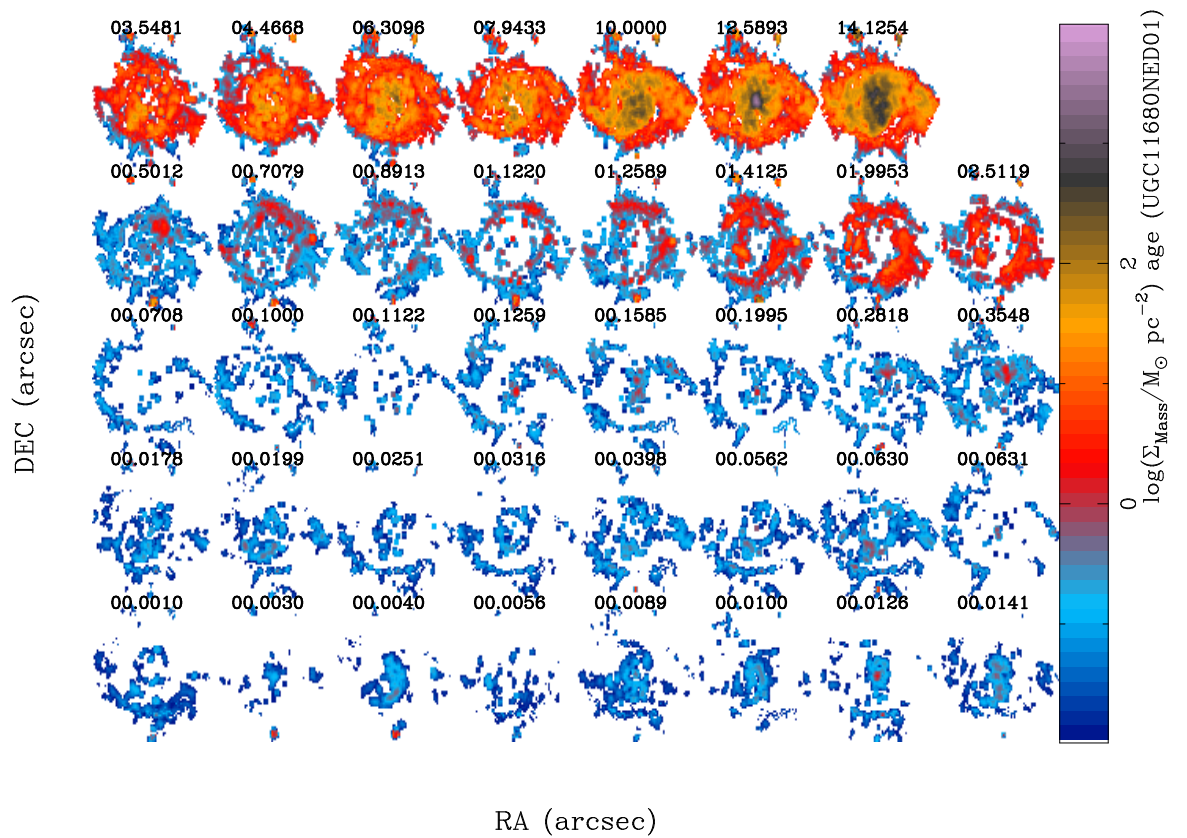 03.5481 04.4668 06.3096 07.9433 10.0000 12.5893 14.1254
00.5012 00.7079 00.8913 01.1220 01.2589 01.4125 01.9953 02.5119
00.0708 00.1000 00.1122 00.1259 00.1585 00.1995 00.2818 00.3548
00.0178 00.0199 00.0251 00.0316 00.0398 00.0562 00.0630 00.0631
00.0010 00.0030 00.0040 00.0056 00.0089 00.0100 00.0126 00.0141
DEC (arcsec)
RA (arcsec)
2
0
log(Σ_Mass/M_⊙ pc^−2) age (UGC11680NED01)